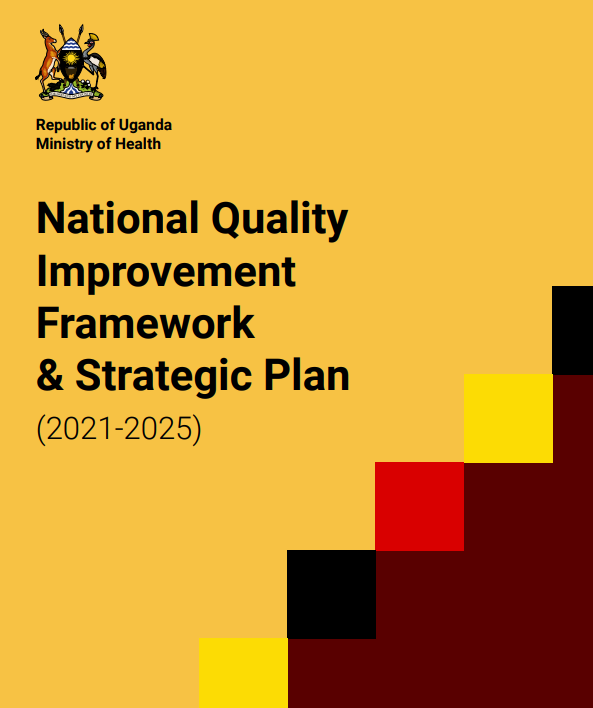 Republic of Uganda
Ministry of Health
National Quality
Improvement
Framework
& Strategic Plan
(2021-2025)